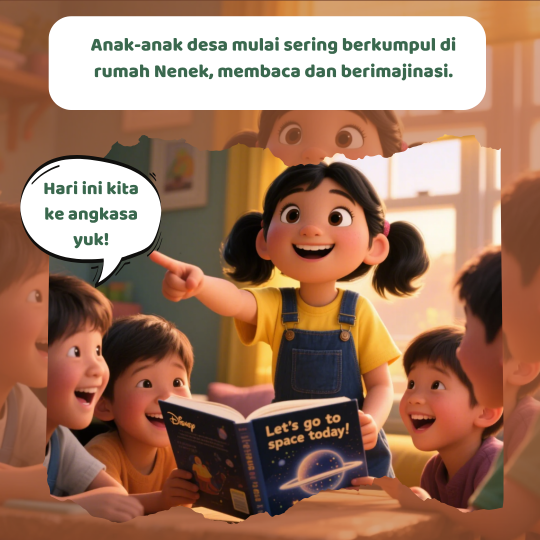 Anak-anak desa mulai sering berkumpul di
rumah Nenek, membaca dan berimajinasi.
Hari ini kita
ke angkasa
yuk!
Disney
Let's go to
space today!